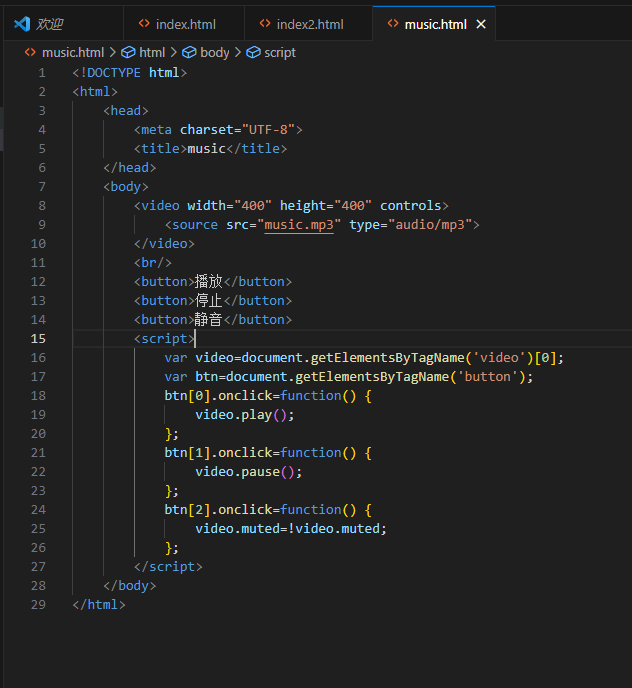 欢迎 index.html index2.html music.html
music.html > html > body > script
1 <!DOCTYPE html>
2 <html>
3 <head>
4 <meta charset="UTF-8">
5 <title>music</title>
6 </head>
7 <body>
8 <video width="400" height="400" controls>
9 <source src="music.mp3" type="audio/mp3">
10 </video>
11 <br/>
12 <button>播放</button>
13 <button>停止</button>
14 <button>静音</button>
15 <script>
16 var video=document.getElementsByTagName('video')[0];
17 var btn=document.getElementsByTagName('button');
18 btn[0].onclick=function() {
19 video.play();
20 };
21 btn[1].onclick=function() {
22 video.pause();
23 };
24 btn[2].onclick=function() {
25 video.muted=!video.muted;
26 };
27 </script>
28 </body>
29 </html>